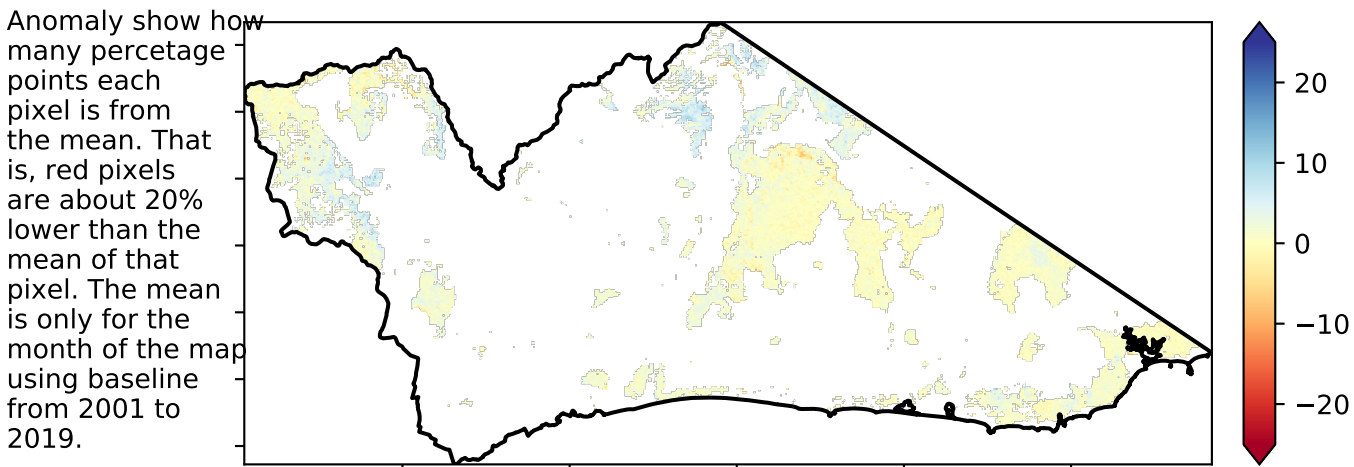 Anomaly show how
many percetage
points each
pixel is from
the mean. That
is, red pixels
are about 20%
lower than the
mean of that
pixel. The mean
is only for the
month of the map
using baseline
from 2001 to
2019.
20
10
0
−10
−20